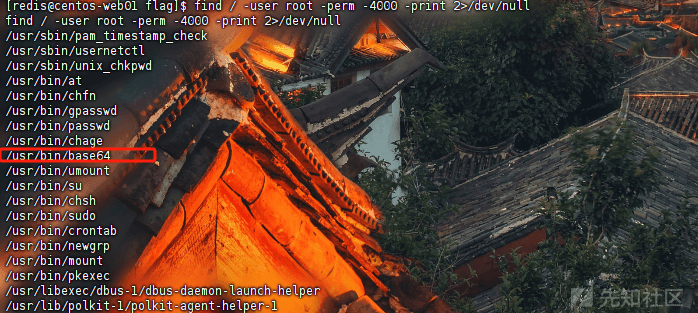 [redis@centos-web01 flag]$ find / -user root -perm -4000 -print 2>/dev/null
find / -user root -perm -4000 -print 2>/dev/null
/usr/sbin/pam_timestamp_check
/usr/sbin/usernetctl
/usr/sbin/unix_chkpwd
/usr/bin/at
/usr/bin/chfn
/usr/bin/gpasswd
/usr/bin/passwd
/usr/bin/chage
/usr/bin/base64
/usr/bin/umount
/usr/bin/su
/usr/bin/chsh
/usr/bin/sudo
/usr/bin/crontab
/usr/bin/newgrp
/usr/bin/mount
/usr/bin/pkexec
/usr/libexec/dbus-1/dbus-daemon-launch-helper
/usr/lib/polkit-1/polkit-agent-helper-1
先知社区